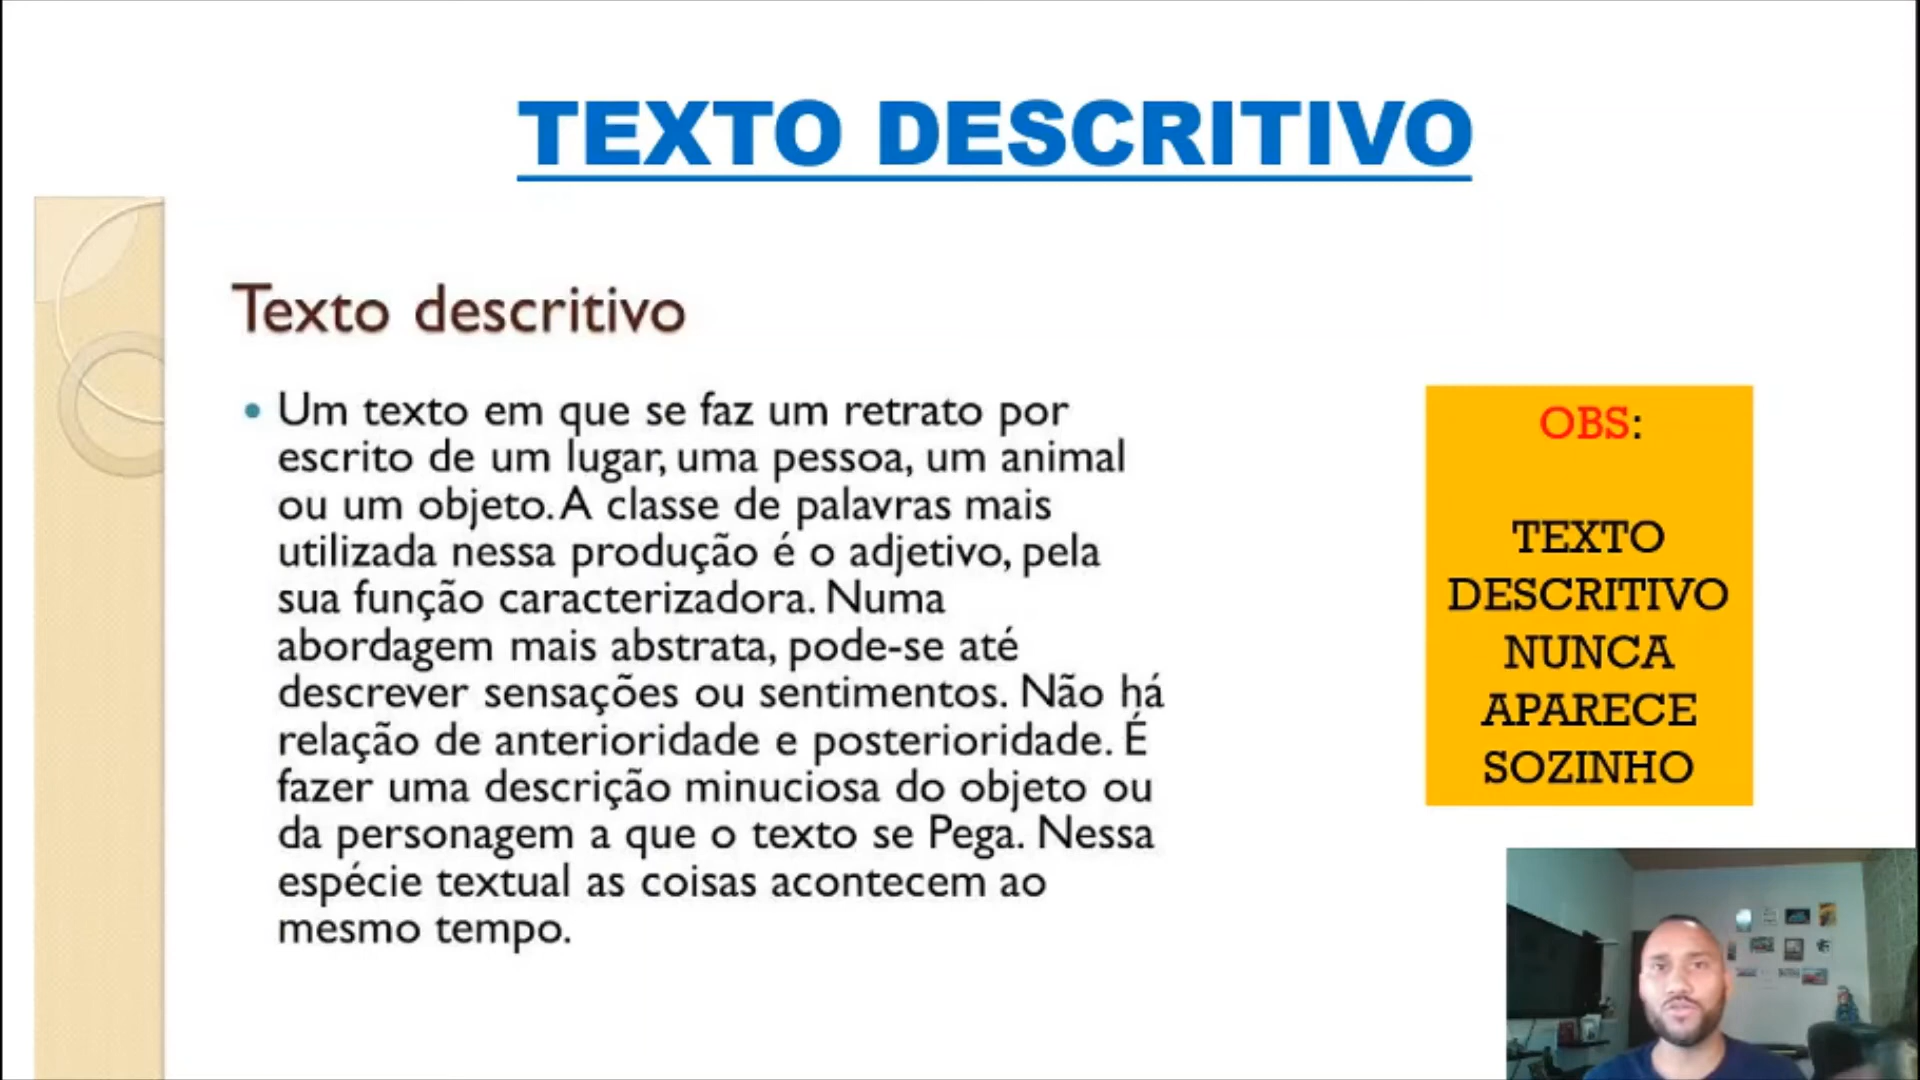 TEXTO DESCRITIVO
Texto descritivo
• Um texto em que se faz um retrato por
escrito de um lugar, uma pessoa, um animal
ou um objeto. A classe de palavras mais
utilizada nessa produção é o adjetivo, pela
sua função caracterizadora. Numa
abordagem mais abstrata, pode-se até
descrever sensações ou sentimentos. Não há
relação de anterioridade e posterioridade. É
fazer uma descrição minuciosa do objeto ou
da personagem a que o texto se Pega. Nessa
espécie textual as coisas acontecem ao
mesmo tempo.
OBS:
TEXTO
DESCRITIVO
NUNCA
APARECE
SOZINHO